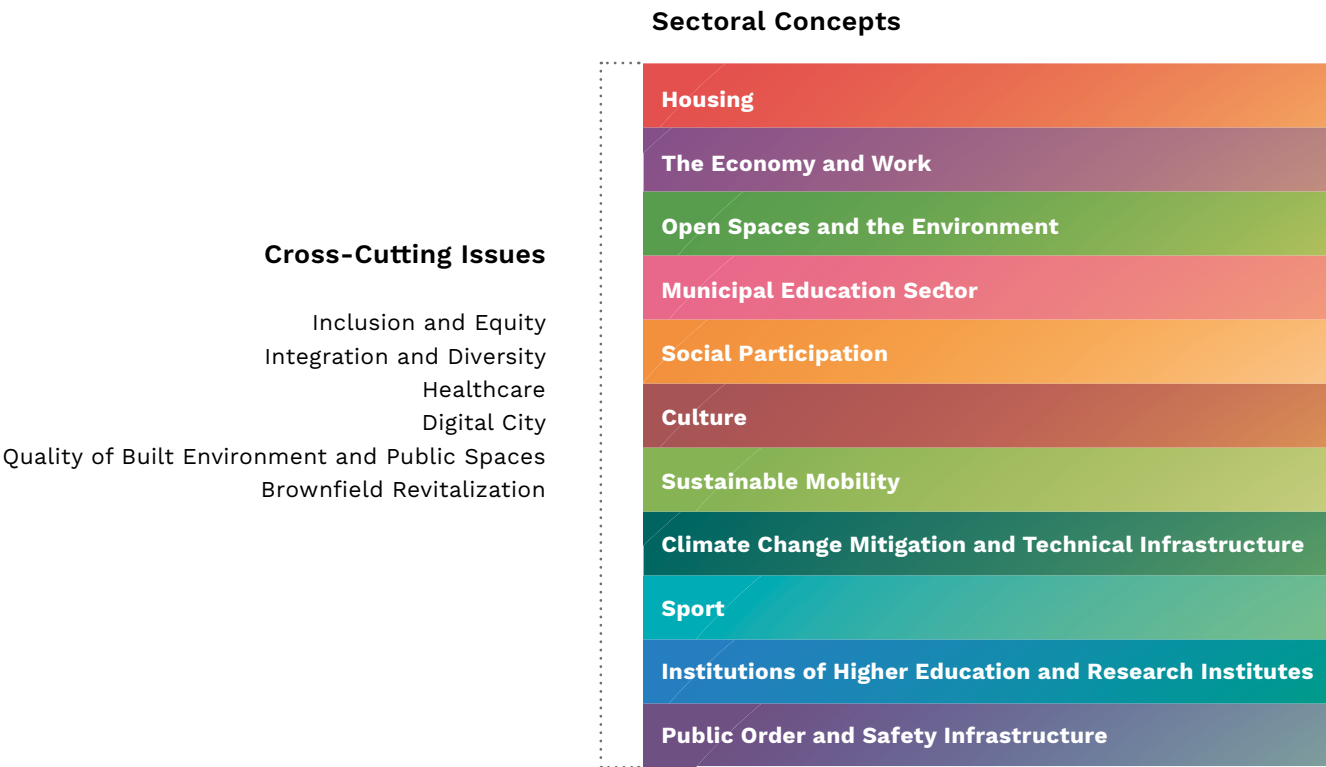 Sectoral Concepts
Housing
The Economy and Work
Open Spaces and the Environment
Municipal Education Sector
Social Participation
Culture
Sustainable Mobility
Climate Change Mitigation and Technical Infrastructure
Sport
Institutions of Higher Education and Research Institutes
Public Order and Safety Infrastructure
Cross-Cutting Issues
Inclusion and Equity
Integration and Diversity
Healthcare
Digital City
Quality of Built Environment and Public Spaces
Brownfield Revitalization